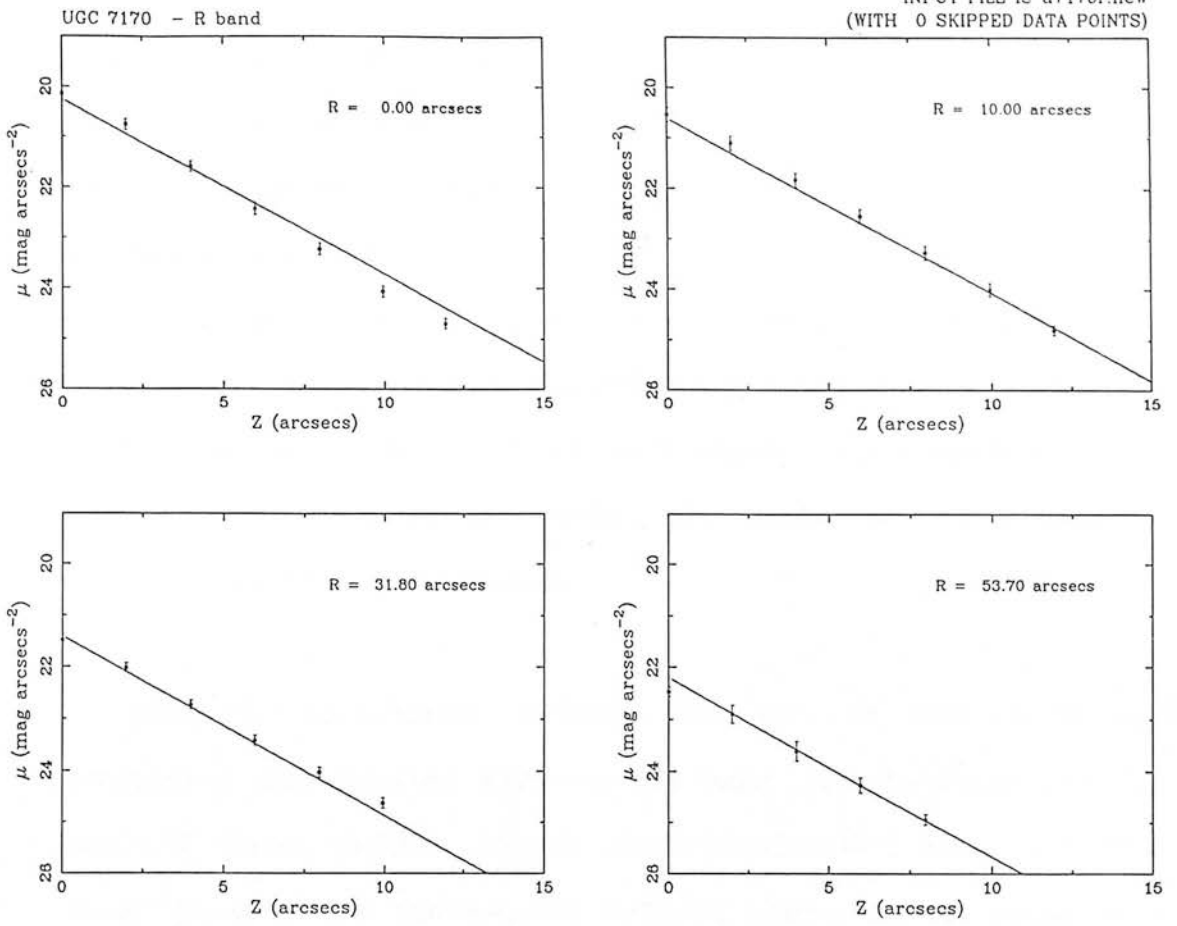 UGC 7170 – R band
(WITH 0 SKIPPED DATA POINTS)
R = 0.00 arcsecs
μ (mag arcsecs⁻²)
20
22
24
26
0
5
10
15
Z (arcsecs)
R = 10.00 arcsecs
μ (mag arcsecs⁻²)
20
22
24
26
0
5
10
15
Z (arcsecs)
R = 31.80 arcsecs
μ (mag arcsecs⁻²)
20
22
24
26
0
5
10
15
Z (arcsecs)
R = 53.70 arcsecs
μ (mag arcsecs⁻²)
20
22
24
26
0
5
10
15
Z (arcsecs)